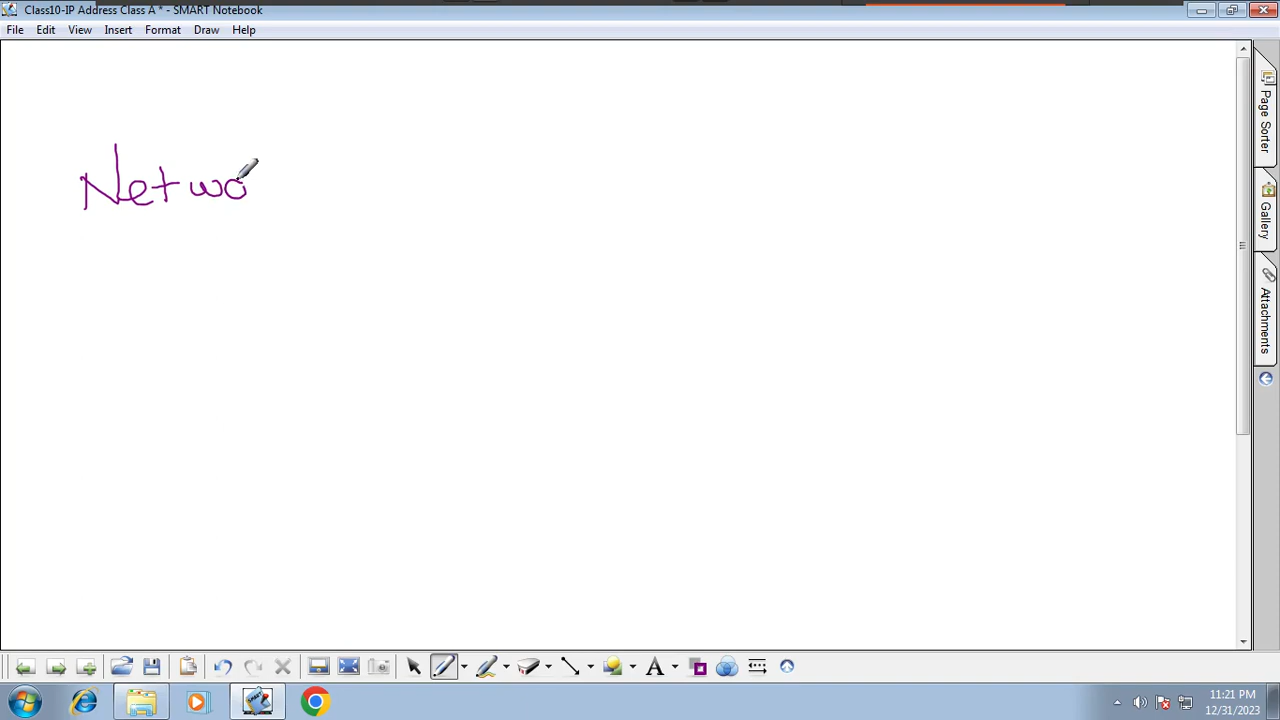 Class10-IP Address Class A * - SMART Notebook
File Edit View Insert Format Draw Help
Netwo
Page Sorter
Gallery
Attachments
A
11:21 PM
12/31/2023